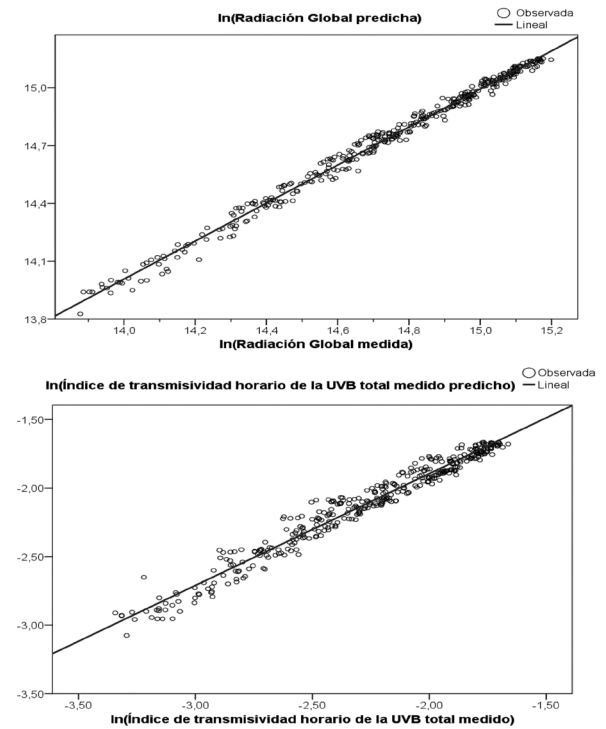 ln(Radiación Global predicha)
Observada
Lineal
15,0
14,7
14,4
14,1
13,8
14,0 14,2 14,4 14,6 14,8 15,0 15,2
ln(Radiación Global medida)
ln(Índice de transmisividad horario de la UVB total medido predicho)
Observada
Lineal
-1,50
-2,00
-2,50
-3,00
-3,50
-3,50 -3,00 -2,50 -2,00 -1,50
ln(Índice de transmisividad horario de la UVB total medido)